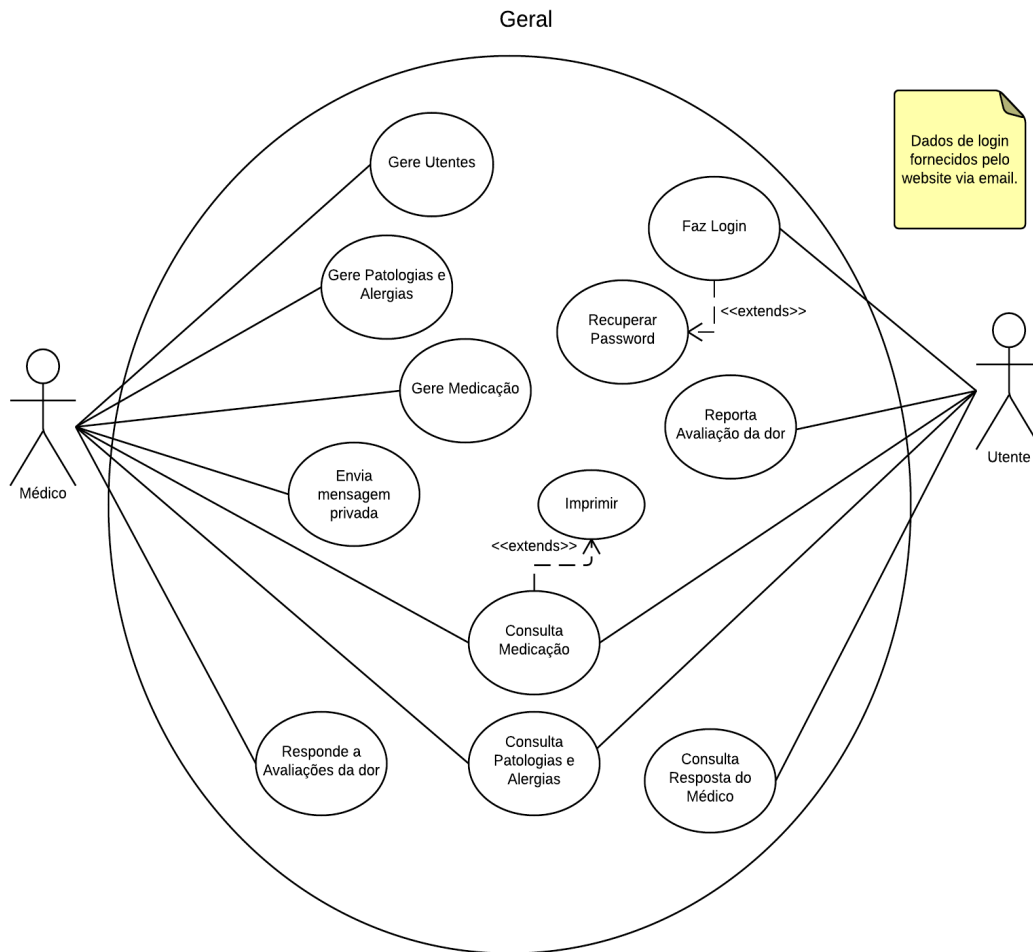 Geral
Dados de login
fornecidos pelo
website via email.
Gere Utentes
Faz Login
Gere Patologias e
Alergias
<<extends>>
Recuperar
Password
Gere Medicação
Reporta
Avaliação da dor
Médico
Utente
Envia
mensagem
privada
Imprimir
<<extends>>
Consulta
Medicação
Responde a
Avaliações da dor
Consulta
Patologias e
Alergias
Consulta
Resposta do
Médico